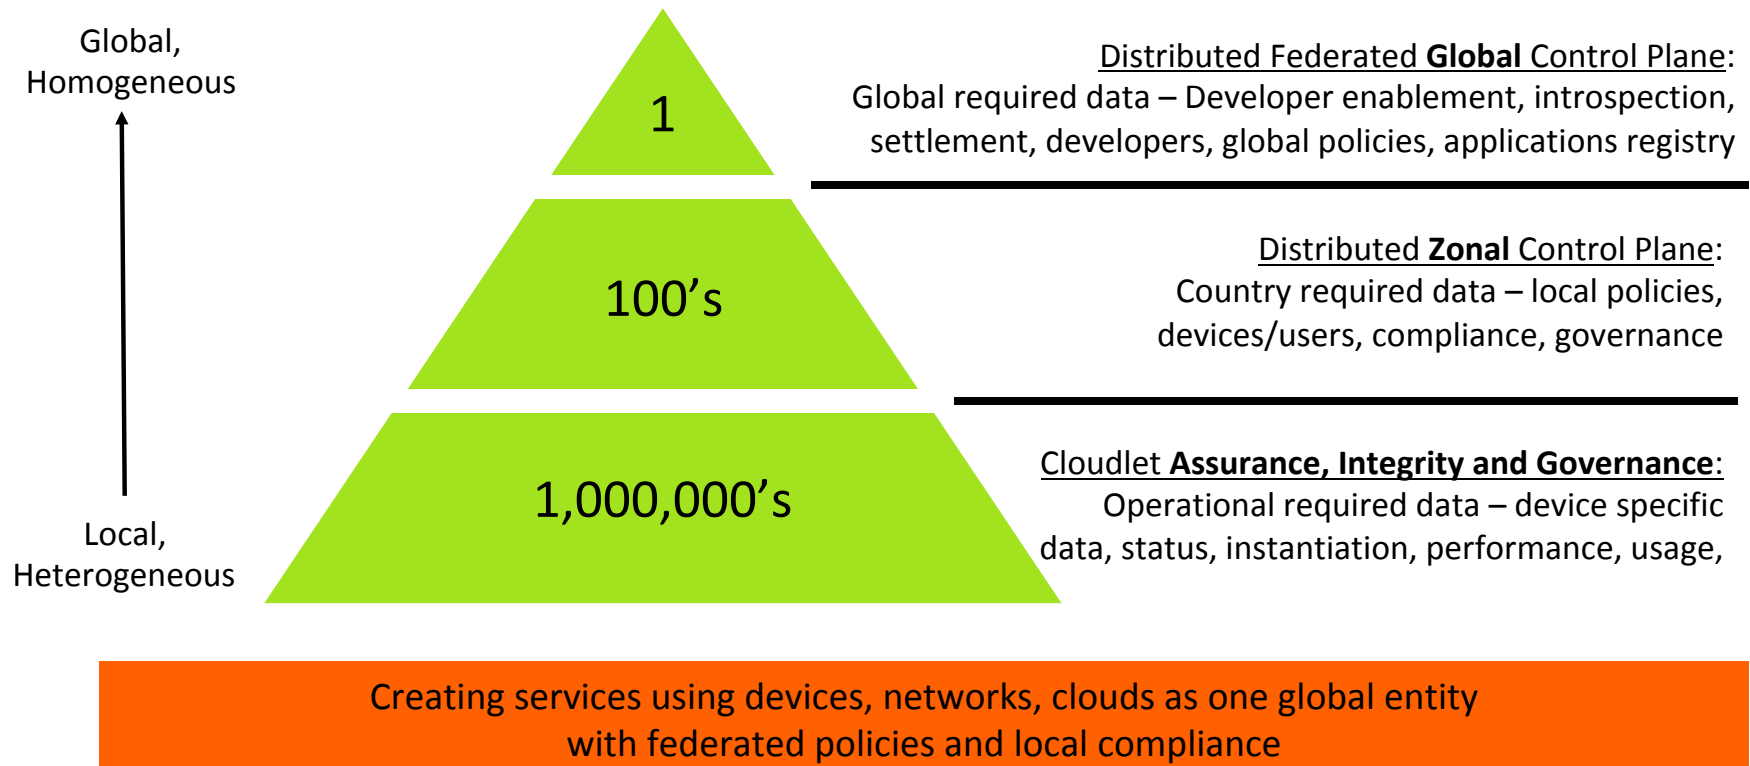 Global,
Homogeneous
1
Distributed Federated Global Control Plane:
Global required data – Developer enablement, introspection,
settlement, developers, global policies, applications registry
100’s
Distributed Zonal Control Plane:
Country required data – local policies,
devices/users, compliance, governance
1,000,000’s
Cloudlet Assurance, Integrity and Governance:
Operational required data – device specific
data, status, instantiation, performance, usage,
Local,
Heterogeneous
Creating services using devices, networks, clouds as one global entity
with federated policies and local compliance